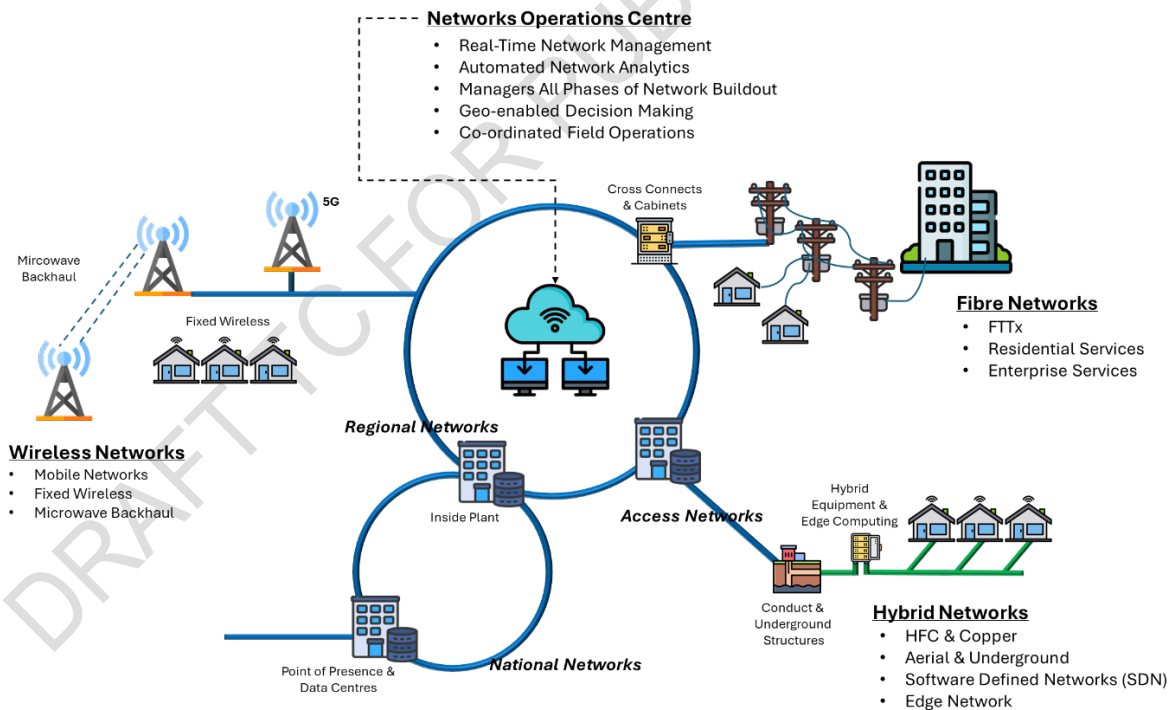 Networks Operations Centre
• Real-Time Network Management
• Automated Network Analytics
• Managers All Phases of Network Buildout
• Geo-enabled Decision Making
• Co-ordinated Field Operations
Cross Connects
& Cabinets
5G
Mircowave
Backhaul
Fixed Wireless
Fibre Networks
• FTTx
• Residential Services
• Enterprise Services
Regional Networks
Wireless Networks
• Mobile Networks
• Fixed Wireless
• Microwave Backhaul
Inside Plant
Access Networks
Hybrid
Equipment &
Edge Computing
Conduct &
Underground
Structures
Hybrid Networks
• HFC & Copper
• Aerial & Underground
• Software Defined Networks (SDN)
• Edge Network
Point of Presence &
Data Centres
National Networks
DRAFT TC FOR PUB